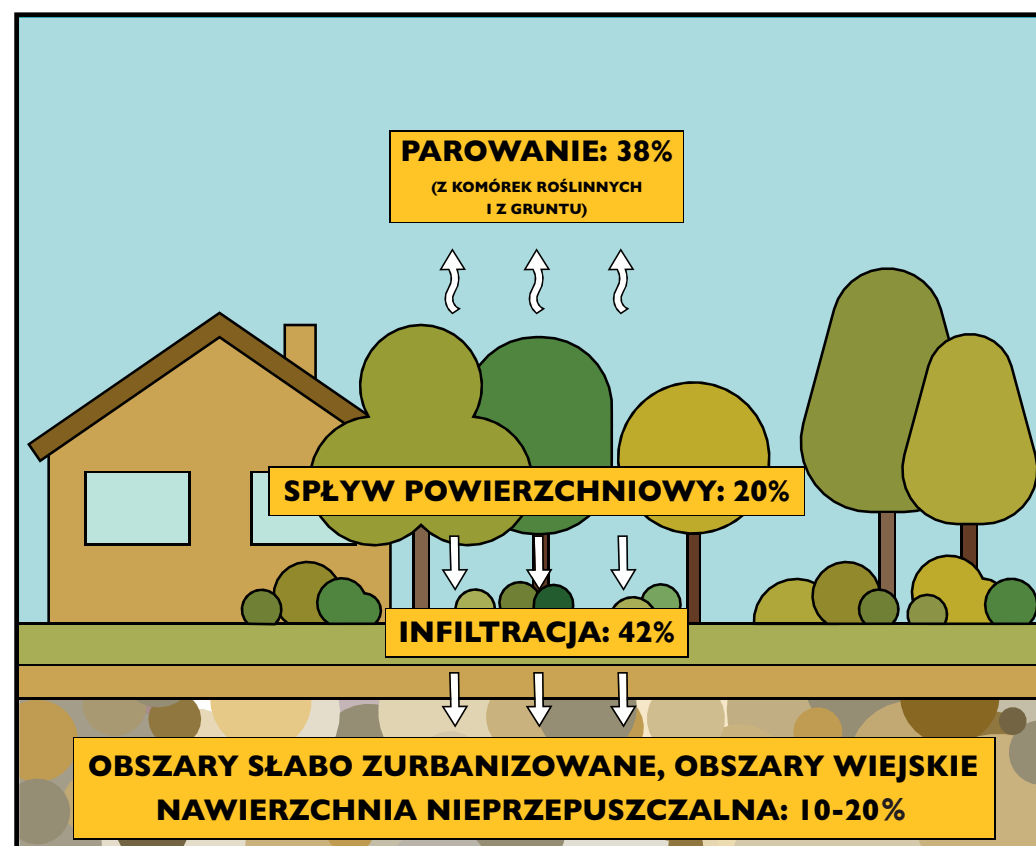 PAROWANIE: 38%
(Z KOMÓREK ROŚLINNYCH
I Z GRUNTU)
SPŁYW POWIERZCHNIOWY: 20%
INFILTRACJA: 42%
OBSZARY SŁABO ZURBANIZOWANE, OBSZARY WIEJSKIE
NAWIERZCHNIA NIEPRZEPUSZCZALNA: 10-20%